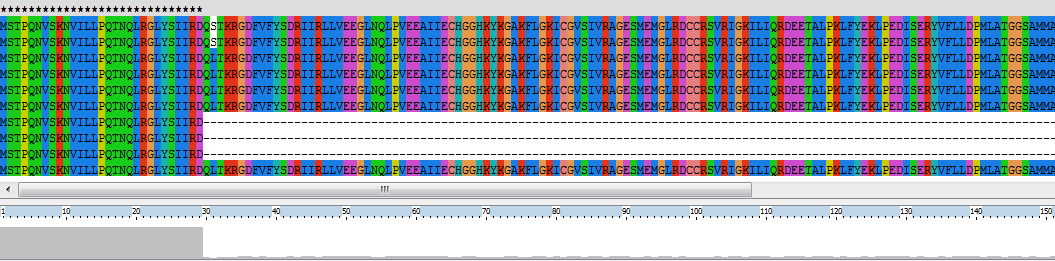 *****************************
MSTPQNVSKNVILLPQTNQLRGLYSIIRDQSTKRGDFVFYSDRIIRLLVEEGLNQLPVEEAIIECHGGHKYKGAKFLGKICGVSIVRAGESMEMGLRDCCRSVRIGKILIQRDEETALPKLFYEKLPEDISERYVFLLDPMLATGGSAMMA
MSTPQNVSKNVILLPQTNQLRGLYSIIRDQSTKRGDFVFYSDRIIRLLVEEGLNQLPVEEAIIECHGGHKYKGAKFLGKICGVSIVRAGESMEMGLRDCCRSVRIGKILIQRDEETALPKLFYEKLPEDISERYVFLLDPMLATGGSAMMA
MSTPQNVSKNVILLPQTNQLRGLYSIIRDQLTKRGDFVFYSDRIIRLLVEEGLNQLPVEEAIIECHGGHKYKGAKFLGKICGVSIVRAGESMEMGLRDCCRSVRIGKILIQRDEETALPKLFYEKLPEDISERYVFLLDPMLATGGSAMMA
MSTPQNVSKNVILLPQTNQLRGLYSIIRDQLTKRGDFVFYSDRIIRLLVEEGLNQLPVEEAIIECHGGHKYKGAKFLGKICGVSIVRAGESMEMGLRDCCRSVRIGKILIQRDEETALPKLFYEKLPEDISERYVFLLDPMLATGGSAMMA
MSTPQNVSKNVILLPQTNQLRGLYSIIRDQLTKRGDFVFYSDRIIRLLVEEGLNQLPVEEAIIECHGGHKYKGAKFLGKICGVSIVRAGESMEMGLRDCCRSVRIGKILIQRDEETALPKLFYEKLPEDISERYVFLLDPMLATGGSAMMA
MSTPQNVSKNVILLPQTNQLRGLYSIIRDQLTKRGDFVFYSDRIIRLLVEEGLNQLPVEEAIIECHGGHKYKGAKFLGKICGVSIVRAGESMEMGLRDCCRSVRIGKILIQRDEETALPKLFYEKLPEDISERYVFLLDPMLATGGSAMMA
MSTPQNVSKNVILLPQTNQLRGLYSIIRD--------------------------------------------------------------------------------------------------------------------------
MSTPQNVSKNVILLPQTNQLRGLYSIIRD--------------------------------------------------------------------------------------------------------------------------
MSTPQNVSKNVILLPQTNQLRGLYSIIRD--------------------------------------------------------------------------------------------------------------------------
MSTPQNVSKNVILLPQTNQLRGLYSIIRDQLTKRGDFVFYSDRIIRLLVEEGLNQLPVEEAIIECHGGHKYKGAKFLGKICGVSIVRAGESMEMGLRDCCRSVRIGKILIQRDEETALPKLFYEKLPEDISERYVFLLDPMLATGGSAMMA
1 10 20 30 40 50 60 70 80 90 100 110 120 130 140 150